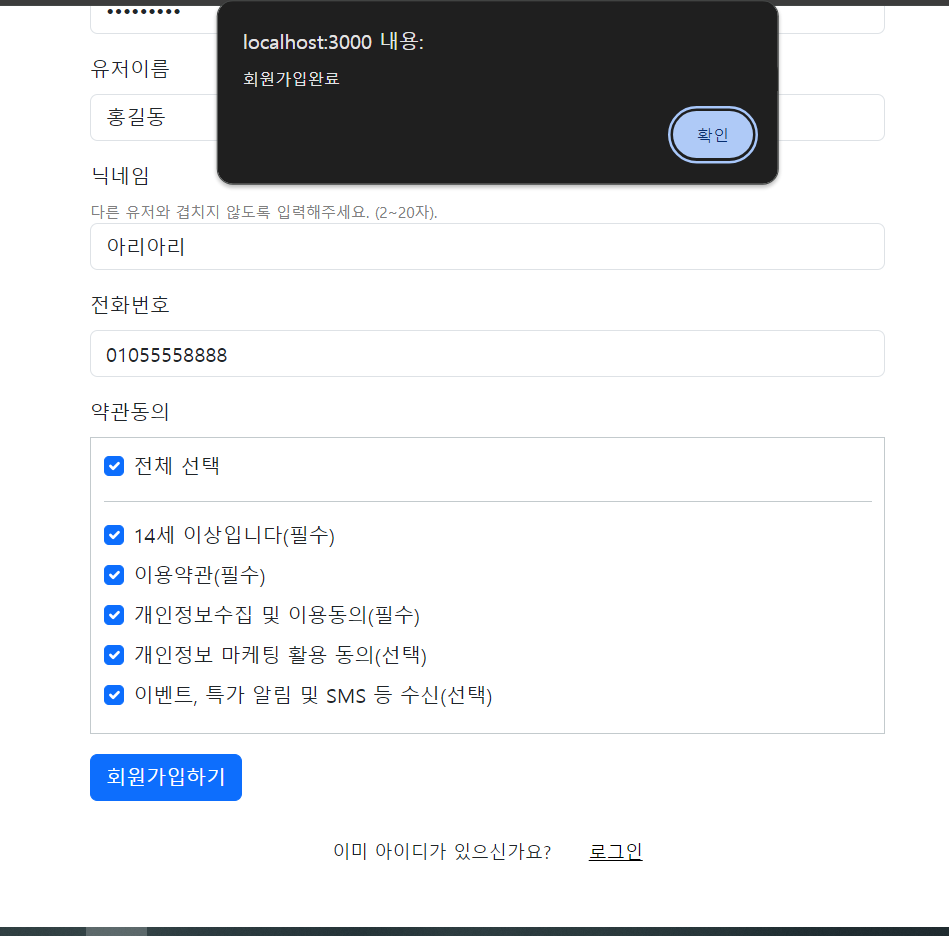 localhost:3000 내용:
회원가입완료
확인
유저이름
홍길동
닉네임
다른 유저와 겹치지 않도록 입력해주세요. (2~20자).
아리아리
전화번호
01055558888
약관동의
전체 선택
14세 이상입니다(필수)
이용약관(필수)
개인정보수집 및 이용동의(필수)
개인정보 마케팅 활용 동의(선택)
이벤트, 특가 알림 및 SMS 등 수신(선택)
회원가입하기
이미 아이디가 있으신가요? 로그인